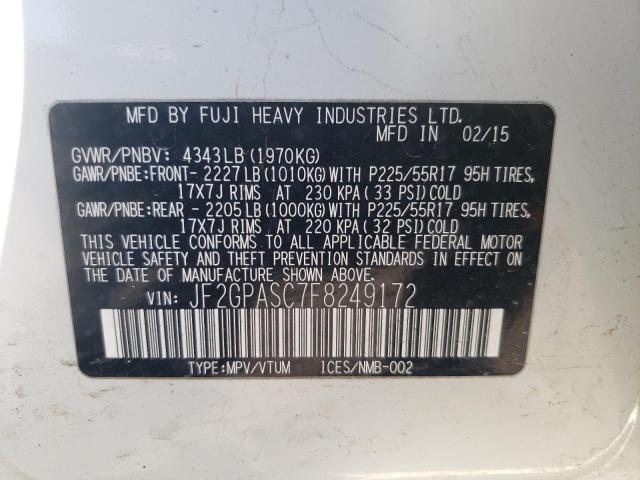 MFD BY FUJI HEAVY INDUSTRIES LTD.
MFD IN 02/15
GVWR/PNBV: 4343LB(1970KG)
GAWR/PNBE:FRONT- 2227LB(1010KG)WITH P225/55R17 95H TIRES,
17X7J RIMS AT 230 KPA(33 PSI)COLD
GAWR/PNBE:REAR - 2205LB(1000KG)WITH P225/55R17 95H TIRES,
17X7J RIMS AT 220 KPA(32 PSI)COLD
THIS VEHICLE CONFORMS TO ALL APPLICABLE FEDERAL MOTOR
VEHICLE SAFETY AND THEFT PREVENTION STANDARDS IN EFFECT
ON THE DATE OF MANUFACTURE SHOWN ABOVE.
VIN: JF2GPASC7F8249172
TYPE:MPV/VTUM ICES/NMB-002